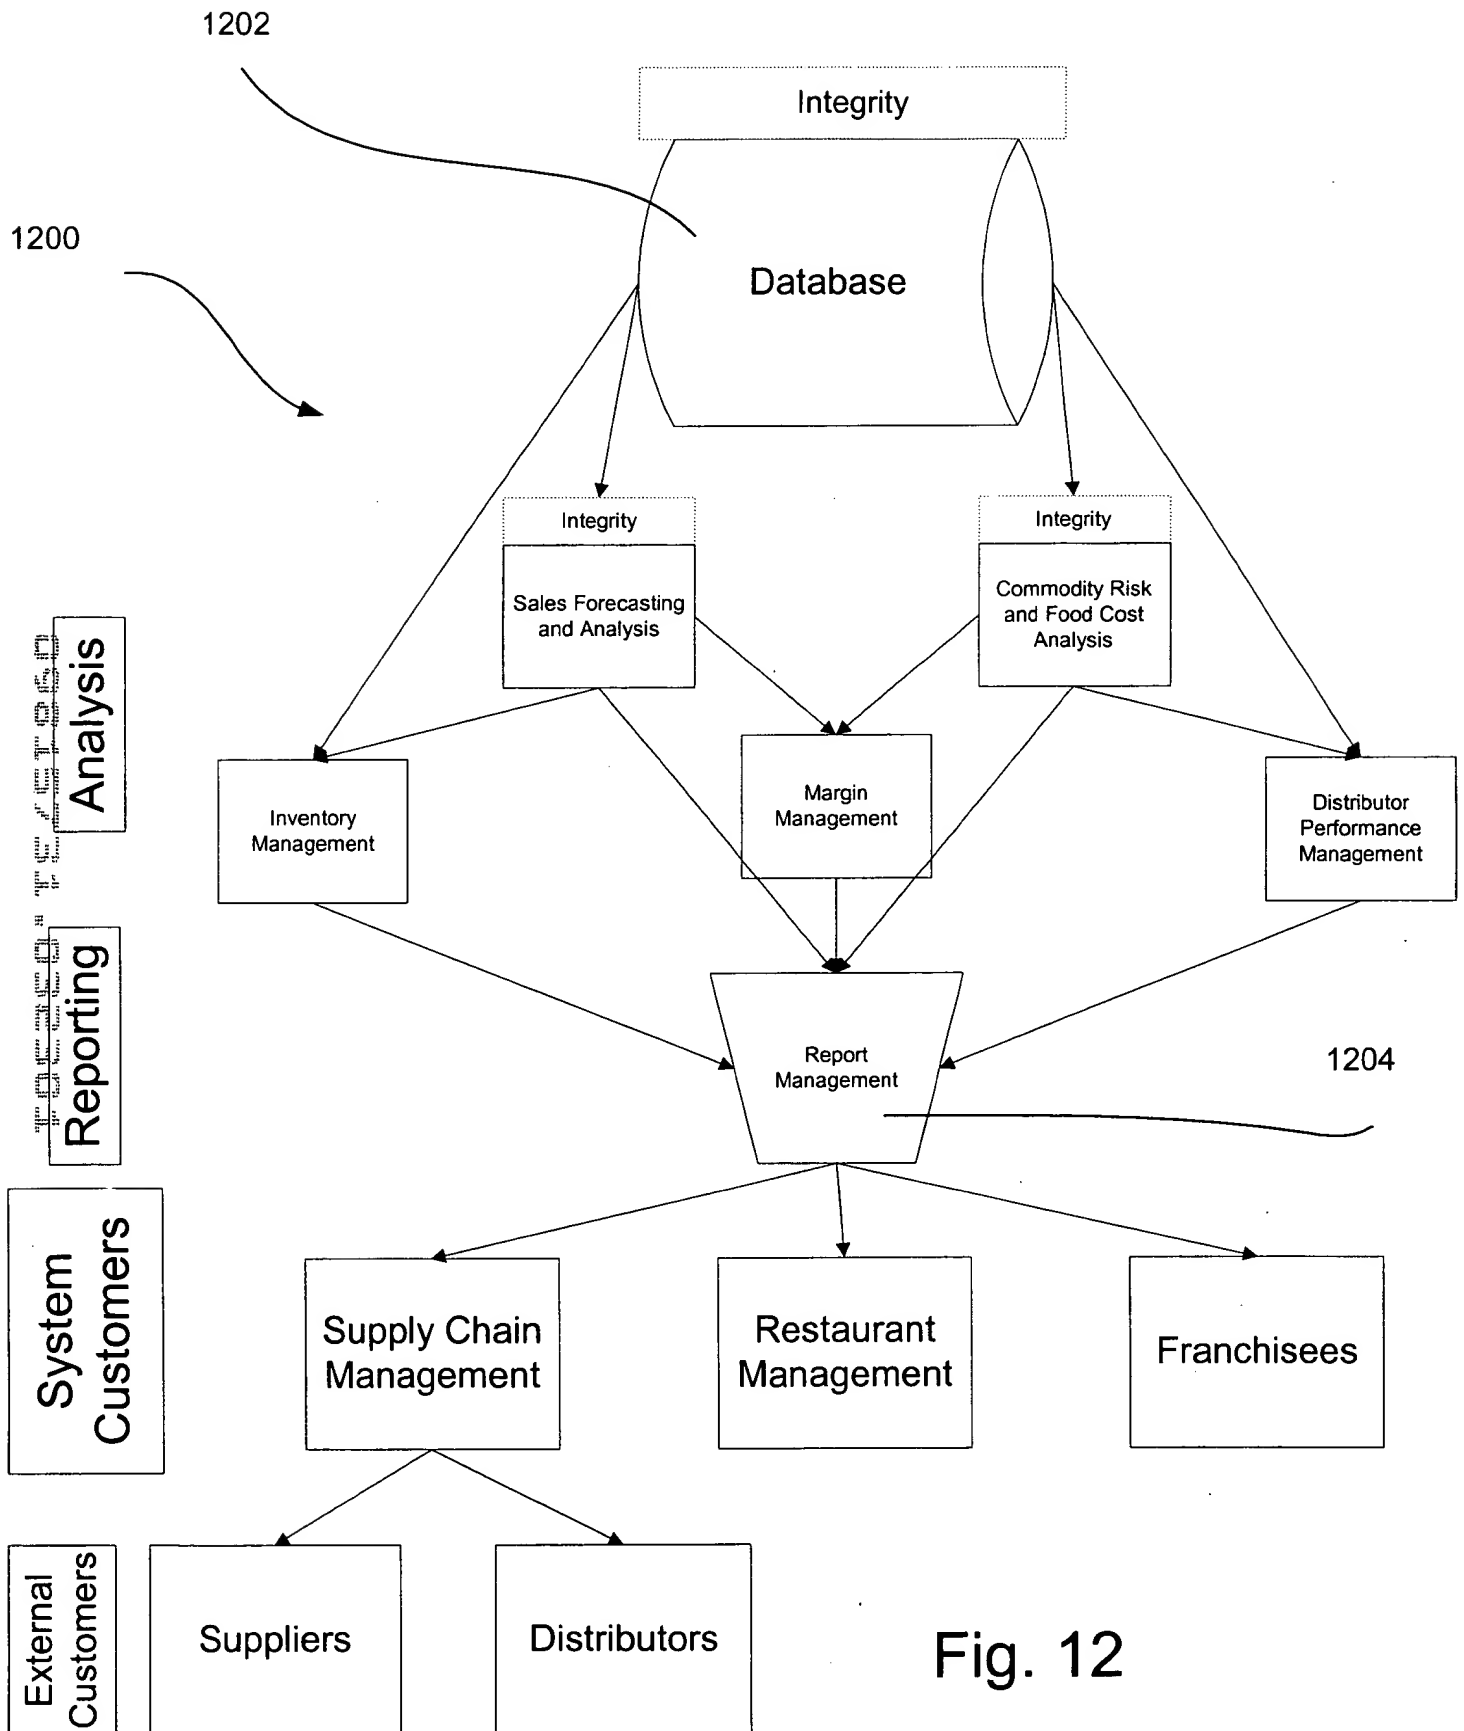 1202
Integrity
1200
Database
Integrity
Integrity
Sales Forecasting
and Analysis
Commodity Risk
and Food Cost
Analysis
Analysis
Inventory
Management
Margin
Management
Distributor
Performance
Management
Reporting
Report
Management
1204
System
Customers
Supply Chain
Management
Restaurant
Management
Franchisees
External
Customers
Suppliers
Distributors
Fig. 12